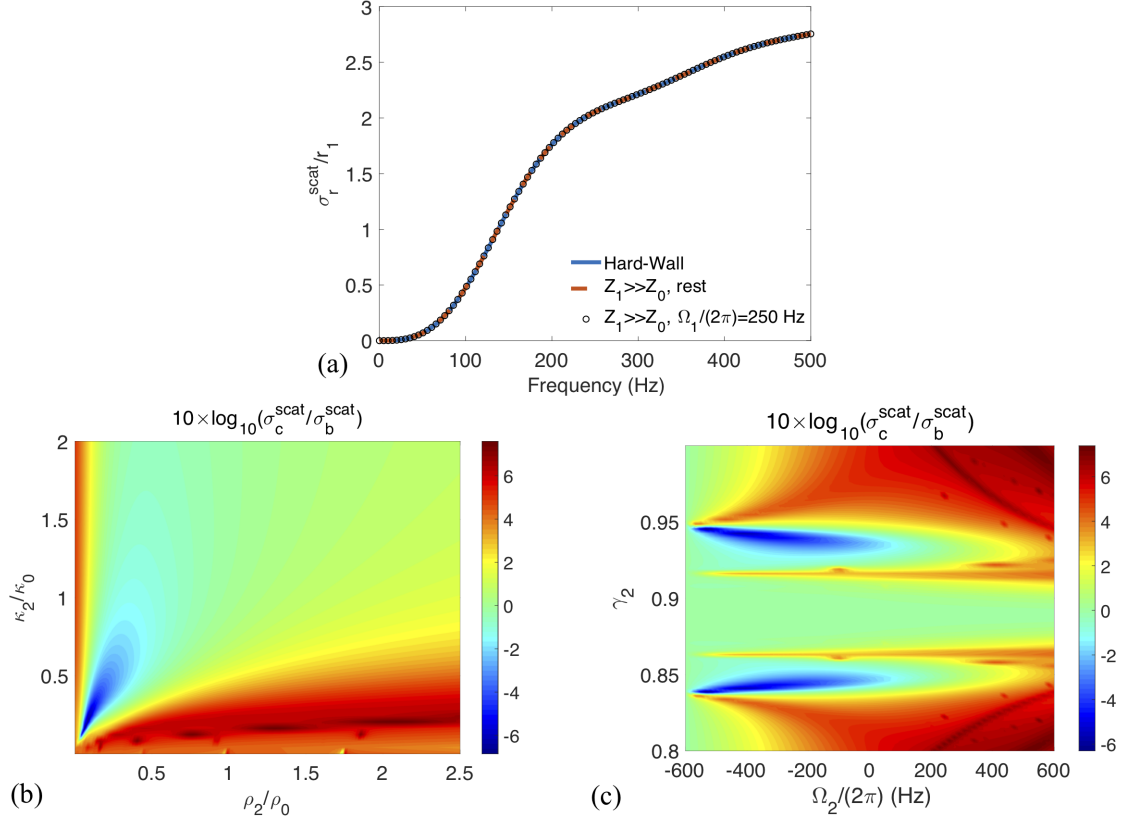 3
2.5
2
1.5
1
0.5
0
σ_r^scat/r_1
Hard-Wall
Z_1>>Z_0, rest
Z_1>>Z_0, Ω_1/(2π)=250 Hz
0 100 200 300 400 500
Frequency (Hz)
(a)
10×log_10(σ_c^scat/σ_b^scat)
2
1.5
1
0.5
κ_2/κ_0
0.5 1 1.5 2 2.5
ρ_2/ρ_0
6
4
2
0
-2
-4
-6
(b)
10×log_10(σ_c^scat/σ_b^scat)
0.95
0.9
0.85
0.8
γ_2
-600 -400 -200 0 200 400 600
Ω_2/(2π) (Hz)
6
4
2
0
-2
-4
-6
(c)